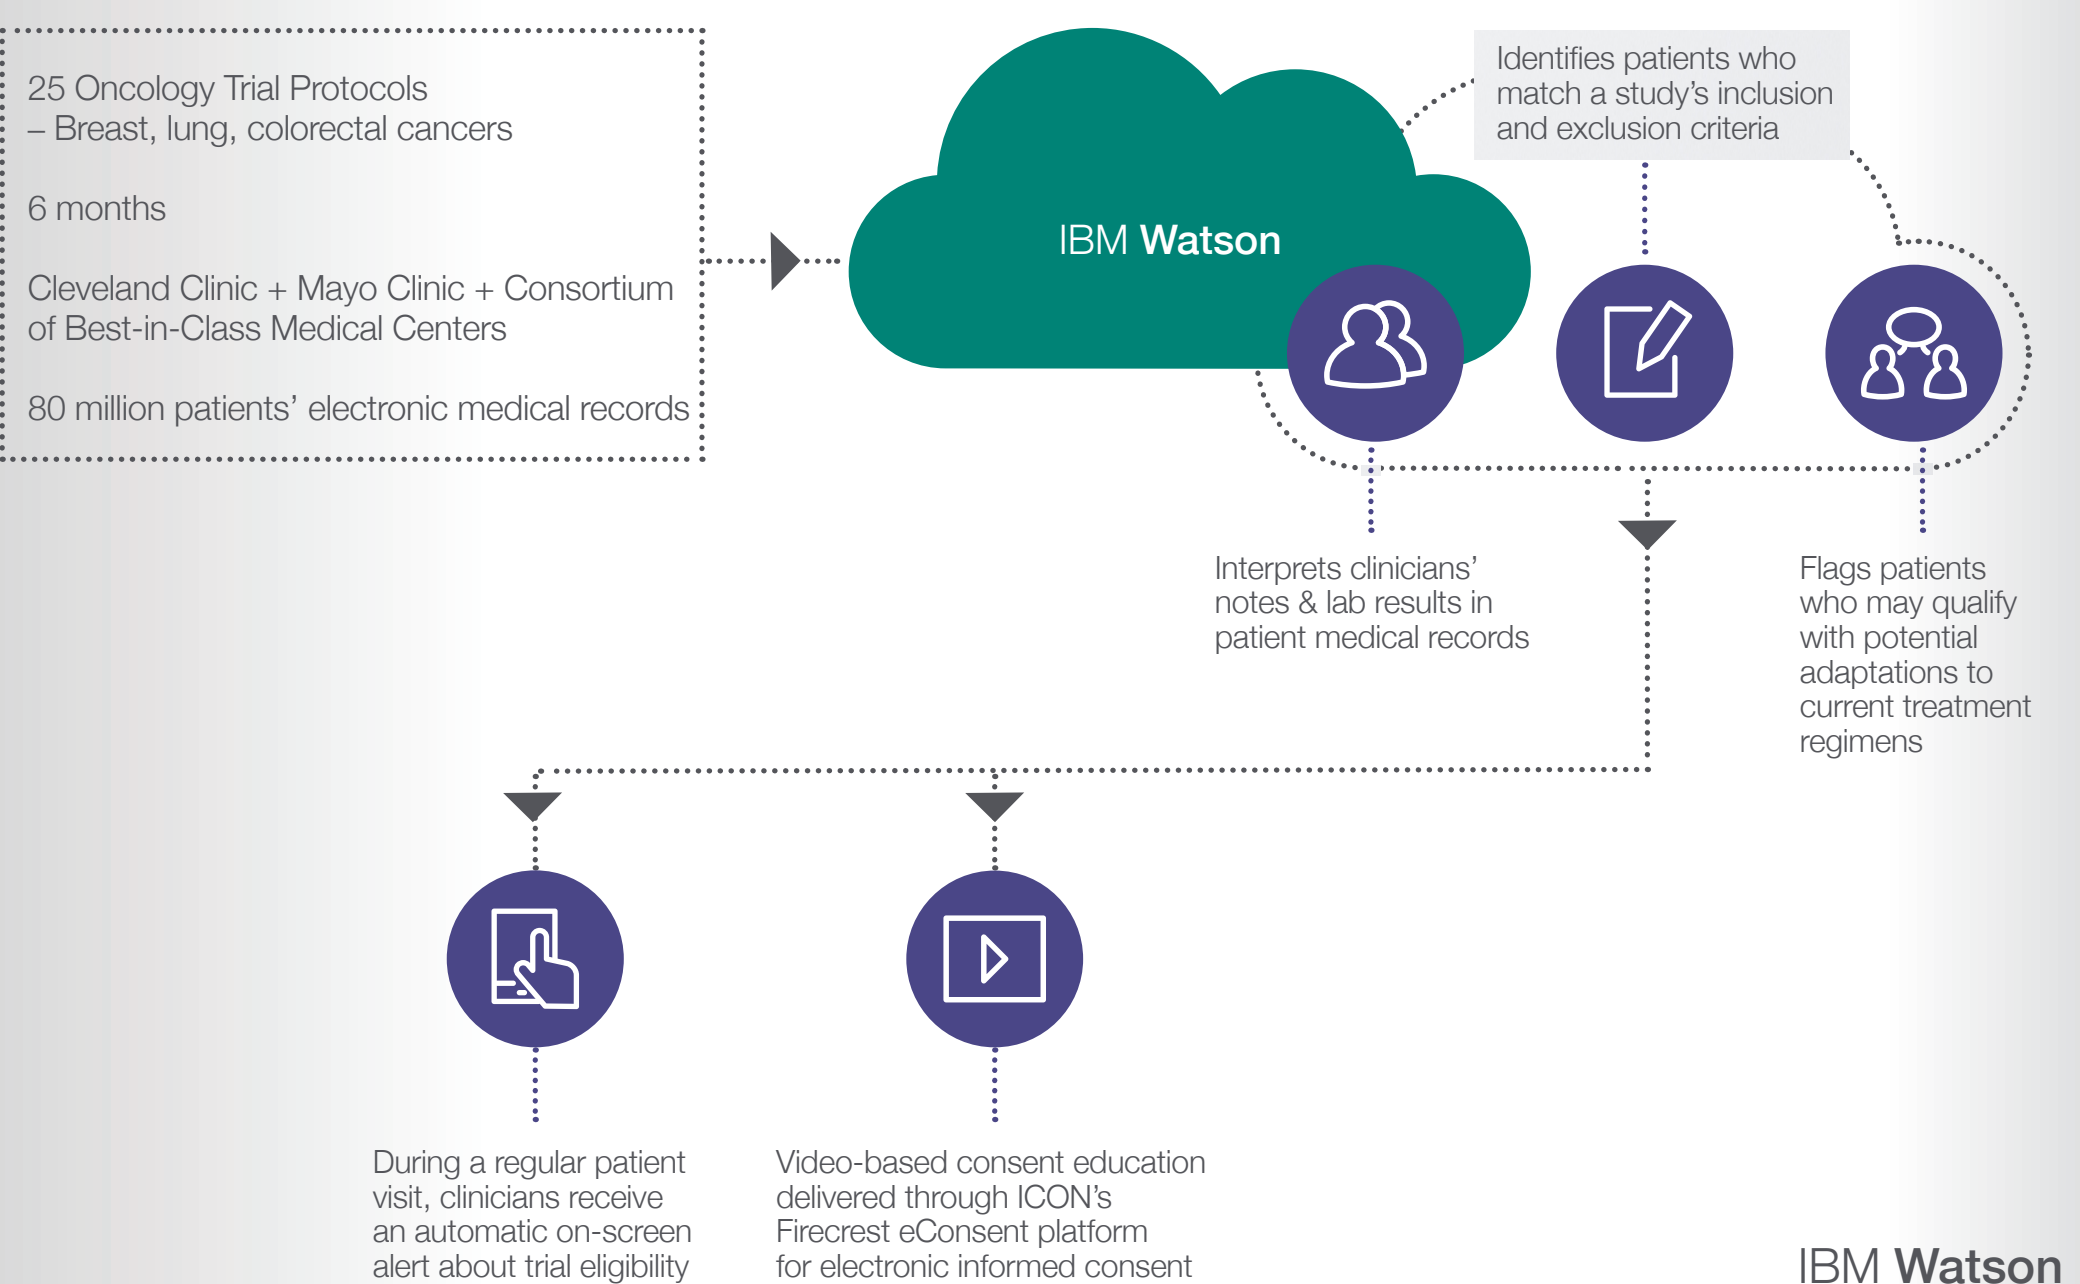 25 Oncology Trial Protocols
– Breast, lung, colorectal cancers
6 months
Cleveland Clinic + Mayo Clinic + Consortium
of Best-in-Class Medical Centers
80 million patients’ electronic medical records
IBM Watson
Identifies patients who
match a study’s inclusion
and exclusion criteria
Interprets clinicians’
notes & lab results in
patient medical records
Flags patients
who may qualify
with potential
adaptations to
current treatment
regimens
During a regular patient
visit, clinicians receive
an automatic on-screen
alert about trial eligibility
Video-based consent education
delivered through ICON’s
Firecrest eConsent platform
for electronic informed consent
IBM Watson